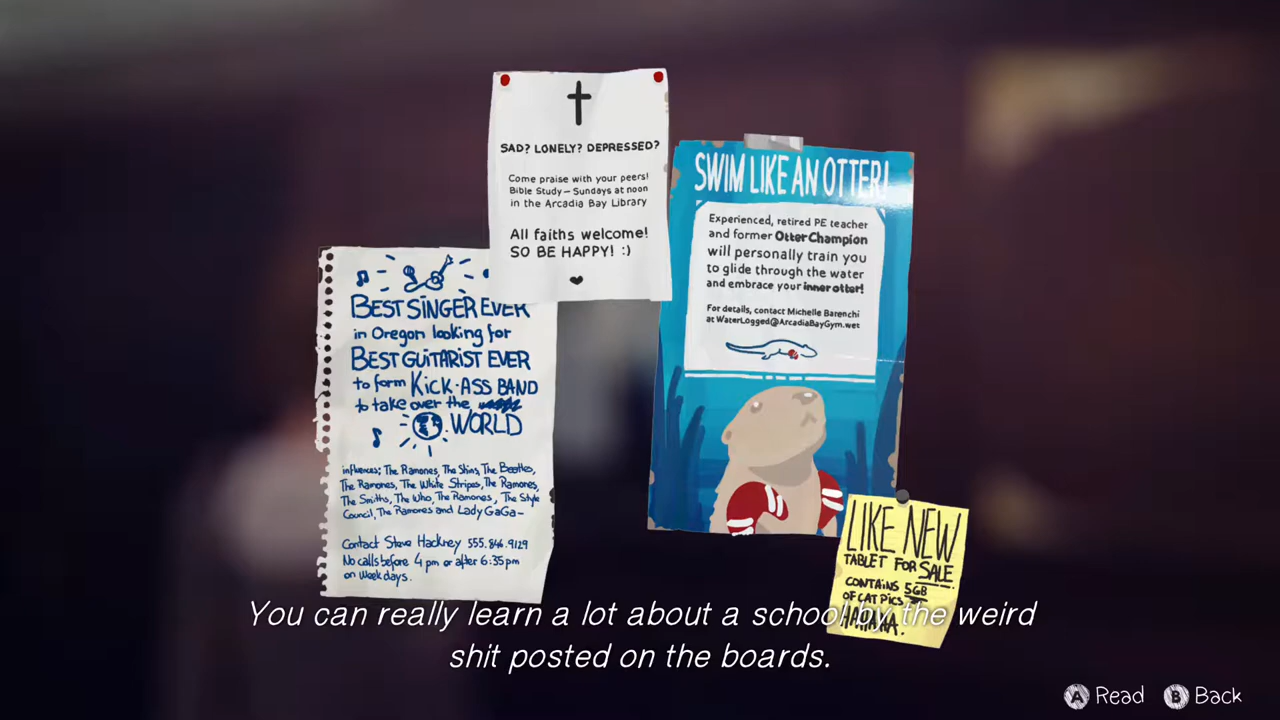 SAD? LONELY? DEPRESSED?
Come praise with your peers!
Bible Study – Sundays at noon
in the Arcadia Bay Library
All faiths welcome!
SO BE HAPPY! :)
SWIM LIKE AN OTTER!
Experienced, retired PE teacher
and former Otter Champion
will personally train you
to glide through the water
and embrace your inner otter!
For details, contact Michelle Barenchi
at WaterLogged@ArcadiaBayGym.wet
BEST SINGER EVER
in Oregon looking for
BEST GUITARIST EVER
to form KICK-ASS BAND
to take over the
WORLD
influences; The Ramones, The Shins, The Beatles,
The Ramones, The White Stripes, The Ramones,
The Smiths, The Who, The Ramones, The Style
Council, The Ramones and Lady GaGa-
Contact Steve Hackney 555.846.9129
No calls before 4 pm or after 6:35pm
on weekdays.
LIKE NEW
TABLET FOR SALE
CONTAINS 5GB
OF CAT PICS
HAHAHA.
You can really learn a lot about a school by the weird
shit posted on the boards.
A Read B Back